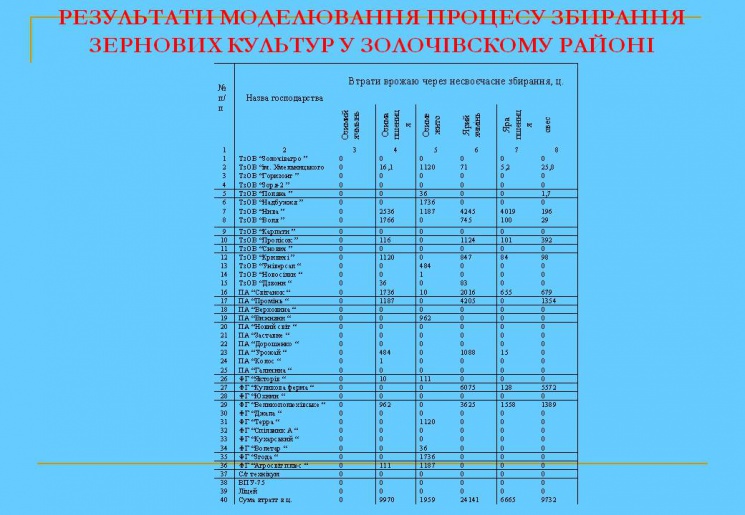 РЕЗУЛЬТАТИ МОДЕЛЮВАННЯ ПРОЦЕСУ ЗБИРАННЯ
ЗЕРНОВИХ КУЛЬТУР У ЗОЛОЧІВСКОМУ РАЙОНІ
№ п/п Назва господарства Втрати врожаю через несвоєчасне збирання, ц.
Озимий ячмінь Озима пшениця Озиме жито Ярий ячмінь Яра пшениця овес
1 2 3 4 5 6 7 8
1 ТзОВ “Золочівагро “ 0 0 0 0 0 0
2 ТзОВ “ім. Хмельницького 0 16,1 1120 71 5,2 25,8
3 ТзОВ “Горизонт “ 0 0 0 0 0 0
4 ТзОВ “Зоря-2 “ 0 0 0 0 0 0
5 ТзОВ “Поляна “ 0 0 36 0 0 1,7
6 ТзОВ “Надбужжя “ 0 0 1736 0 0 0
7 ТзОВ “Нива “ 0 2536 1187 4245 4019 196
8 ТзОВ “Воля “ 0 1766 0 745 100 29
9 ТзОВ “Карпати “ 0 0 0 0 0 0
10 ТзОВ “Пролісок “ 0 116 0 1124 101 392
11 ТзОВ 0 0 0 0 0 0
12 ТзОВ 0 1120 0 847 84 98
13 ТзОВ “Універсал “ 0 0 484 0 0 0
14 ТзОВ “Новосілки “ 0 0 1 0 0 0
15 ТзОВ “Дзвони “ 0 36 0 83 0 0
16 ПА “Світанок “ 0 1736 10 2016 655 679
17 ПА “Промінь “ 0 1187 0 4205 0 1354
18 ПА “Верховина “ 0 0 0 0 0 0
19 ПА 0 0 962 0 0 0
20 ПА “Новий світ “ 0 0 0 0 0 0
21 ПА “Заставне “ 0 0 0 0 0 0
22 ПА “Дорошенко “ 0 0 0 0 0 0
23 ПА “Урожай “ 0 484 0 1088 15 0
24 ПА “Колос “ 0 1 0 0 0 0
25 ПА “Галичина “ 0 0 0 0 0 0
26 ФГ “Вікторія “ 0 10 111 0 0 0
27 ФГ “Куликова ферма “ 0 0 0 6075 128 5572
28 ФГ 0 0 0 0 0 0
29 ФГ 0 962 0 3625 1558 1389
30 ФГ “Джала “ 0 0 0 0 0 0
31 ФГ “Терра “ 0 0 1120 0 0 0
32 ФГ “Спіляник А “ 0 0 0 0 0 0
33 ФГ “Кухарський “ 0 0 0 0 0 0
34 ФГ 0 0 36 0 0 0
35 ФГ “Згода “ 0 0 1736 0 0 0
36 ФГ “Агросвіт плюс “ 0 111 1187 0 0 0
37 С/г технікум 0 0 0 0 0 0
38 ВПУ-75 0 0 0 0 0 0
39 Ліцей 0 0 0 0 0 0
40 Сума втрат в ц. 0 9970 1959 24141 6665 9732